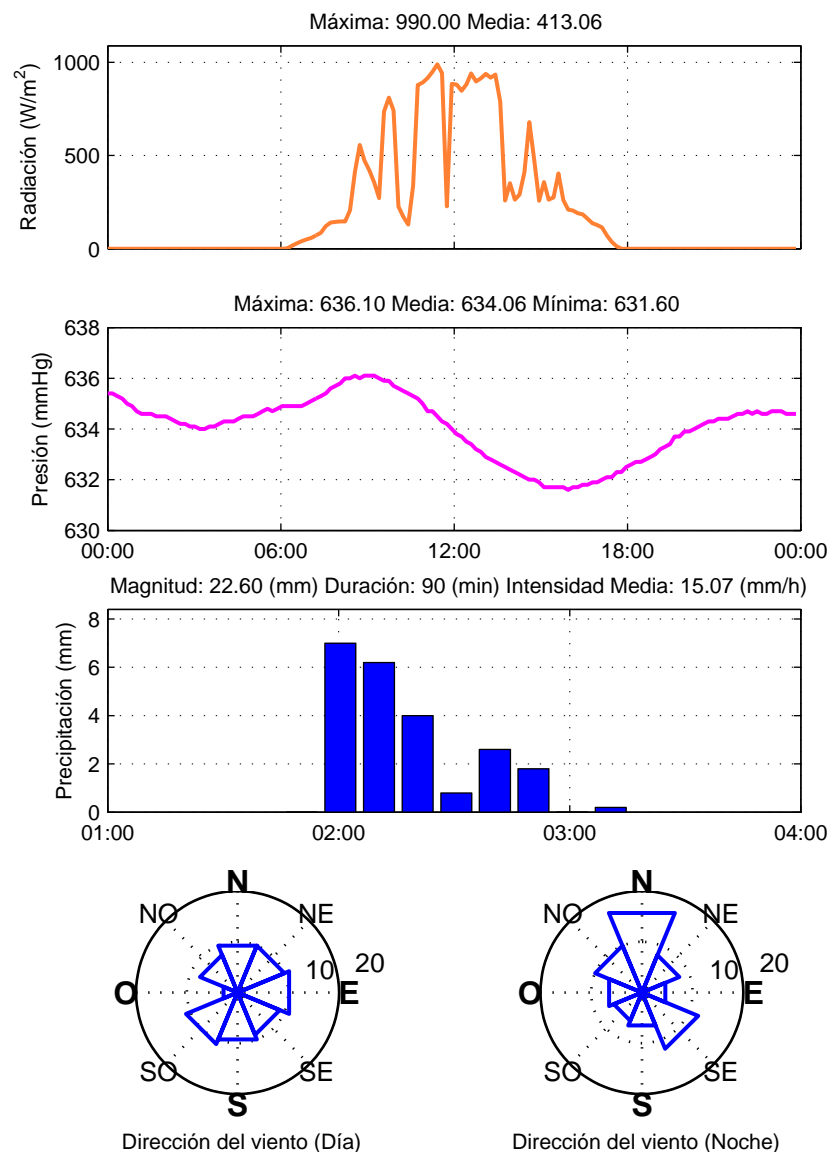 Máxima: 990.00 Media: 413.06
Radiación (W/m²)
1000
500
0
Máxima: 636.10 Media: 634.06 Mínima: 631.60
Presión (mmHg)
638
636
634
632
630
00:00 06:00 12:00 18:00 00:00
Magnitud: 22.60 (mm) Duración: 90 (min) Intensidad Media: 15.07 (mm/h)
Precipitación (mm)
8
6
4
2
0
01:00 02:00 03:00 04:00
N
NO NE
10 20
O E
SO SE
S
Dirección del viento (Día)
N
NO NE
10 20
O E
SO SE
S
Dirección del viento (Noche)